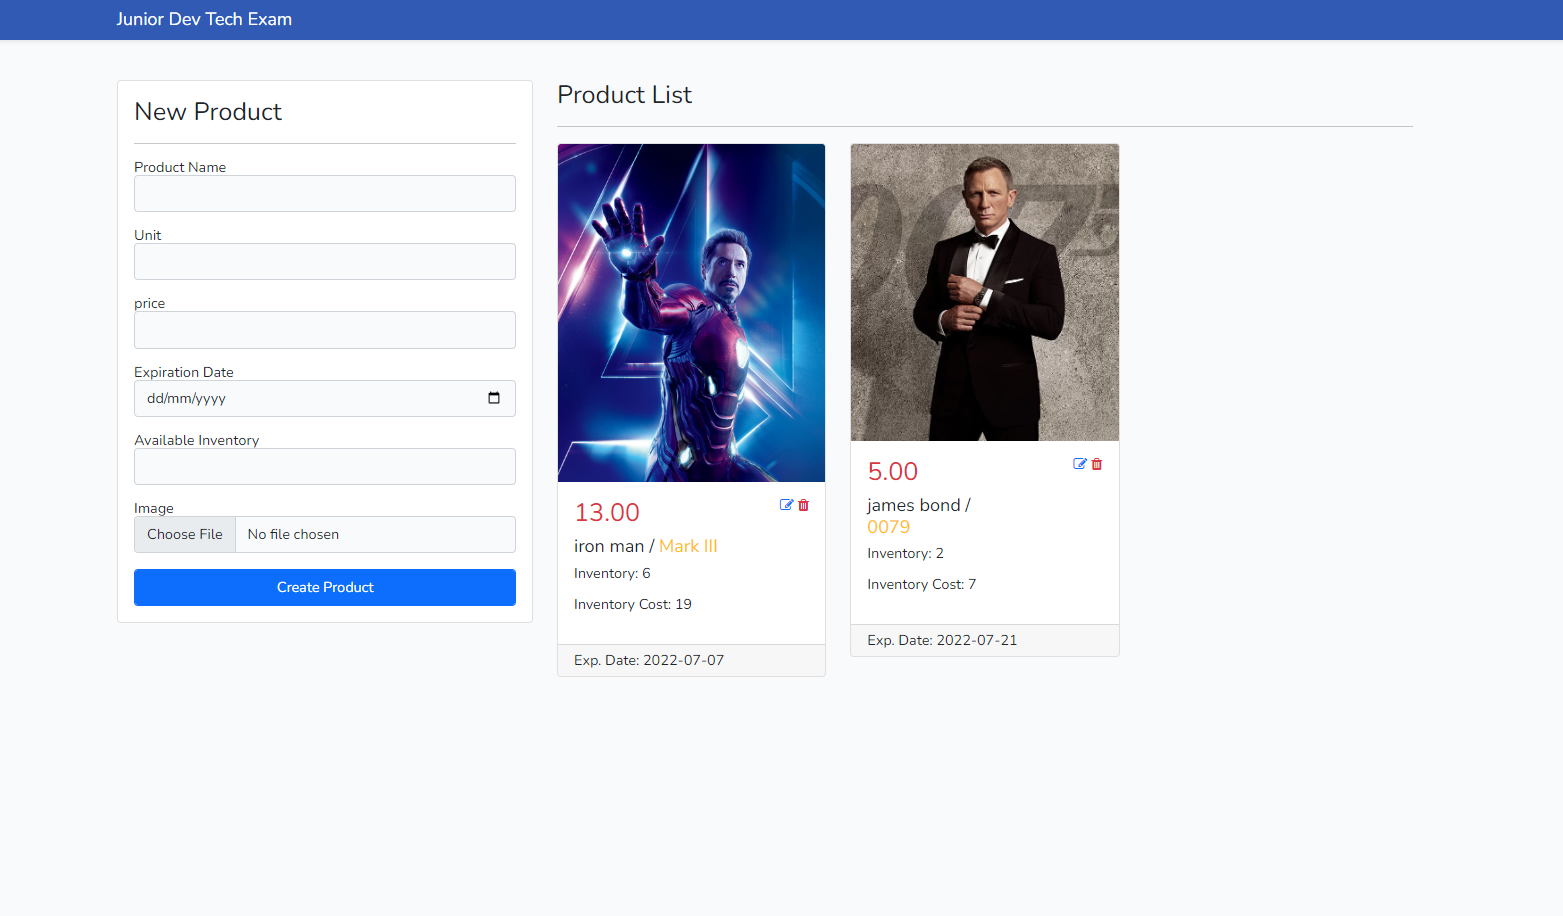 Junior Dev Tech Exam
New Product
Product Name
Unit
price
Expiration Date
dd/mm/yyyy
Available Inventory
Image
Choose File No file chosen
Create Product
Product List
13.00
iron man / Mark III
Inventory: 6
Inventory Cost: 19
Exp. Date: 2022-07-07
007
5.00
james bond /
0079
Inventory: 2
Inventory Cost: 7
Exp. Date: 2022-07-21